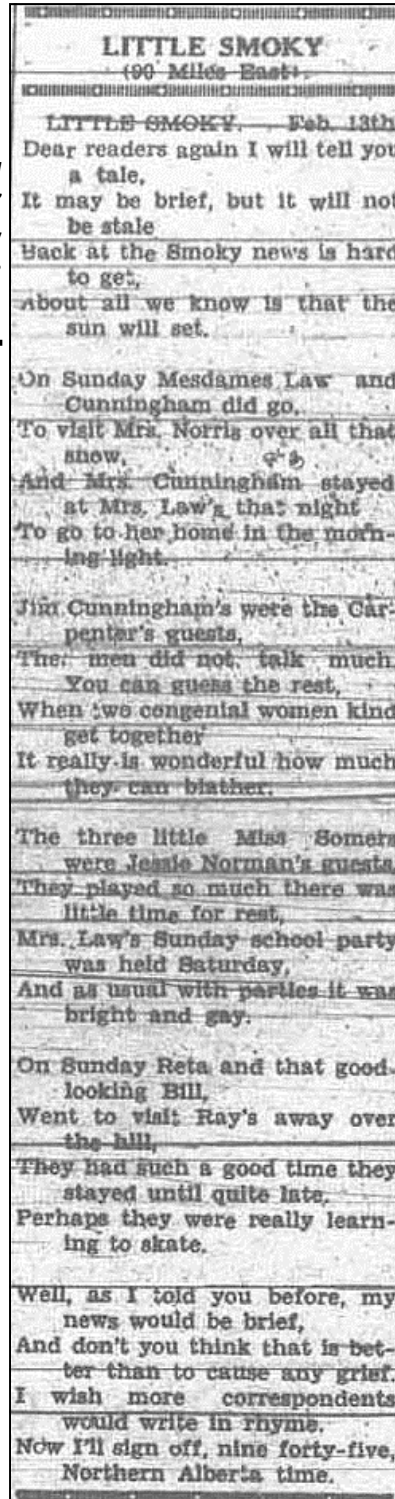 LITTLE SMOKY
(90 Miles East)
LITTLE SMOKY. Feb. 13th
Dear readers again I will tell you
a tale,
It may be brief, but it will not
be stale
Back at the Smoky news is hard
to get,
About all we know is that the
sun will set.
On Sunday Mesdames Law and
Cunningham did go,
To visit Mrs. Norris over all that
snow,
And Mrs. Cunningham stayed
at Mrs. Law's that night
To go to her home in the morn-
ing light.
Jim Cunningham's were the Car-
penter's guests,
The men did not talk much.
You can guess the rest,
When two congenial women kind
get together
It really is wonderful how much
they can blather.
The three little Miss Somers
were Jessie Norman's guests
They played so much there was
little time for rest,
Mrs. Law's Sunday school party
was held Saturday,
And as usual with parties it was
bright and gay.
On Sunday Reta and that good-
looking Bill,
Went to visit Ray's away over
the hill,
They had such a good time they
stayed until quite late.
Perhaps they were really learn-
ing to skate.
Well, as I told you before, my
news would be brief,
And don't you think that is bet-
ter than to cause any grief.
I wish more correspondents
would write in rhyme.
Now I'll sign off, nine forty-five,
Northern Alberta time.